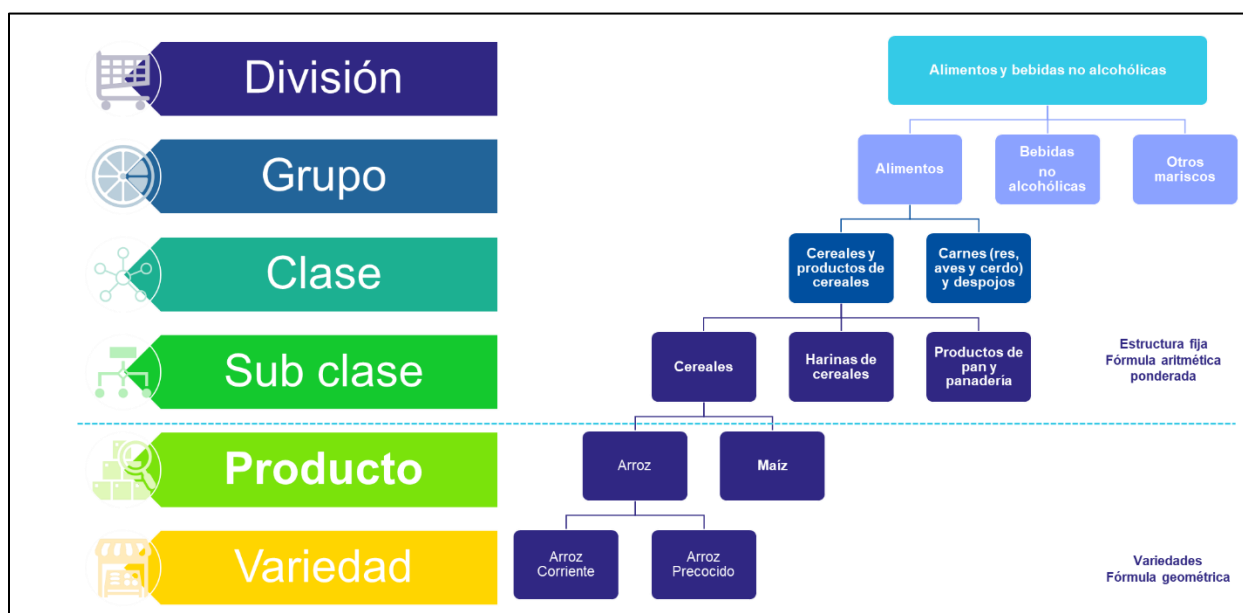 División
Alimentos y bebidas no alcohólicas
Grupo
Alimentos
Bebidas
no
alcohólicas
Otros
mariscos
Clase
Cereales y
productos de
cereales
Carnes (res,
aves y cerdo)
y despojos
Sub clase
Cereales
Harinas de
cereales
Productos de
pan y
panadería
Estructura fija
Fórmula aritmética
ponderada
Producto
Arroz
Maíz
Variedad
Arroz
Corriente
Arroz
Precocido
Variedades
Fórmula geométrica